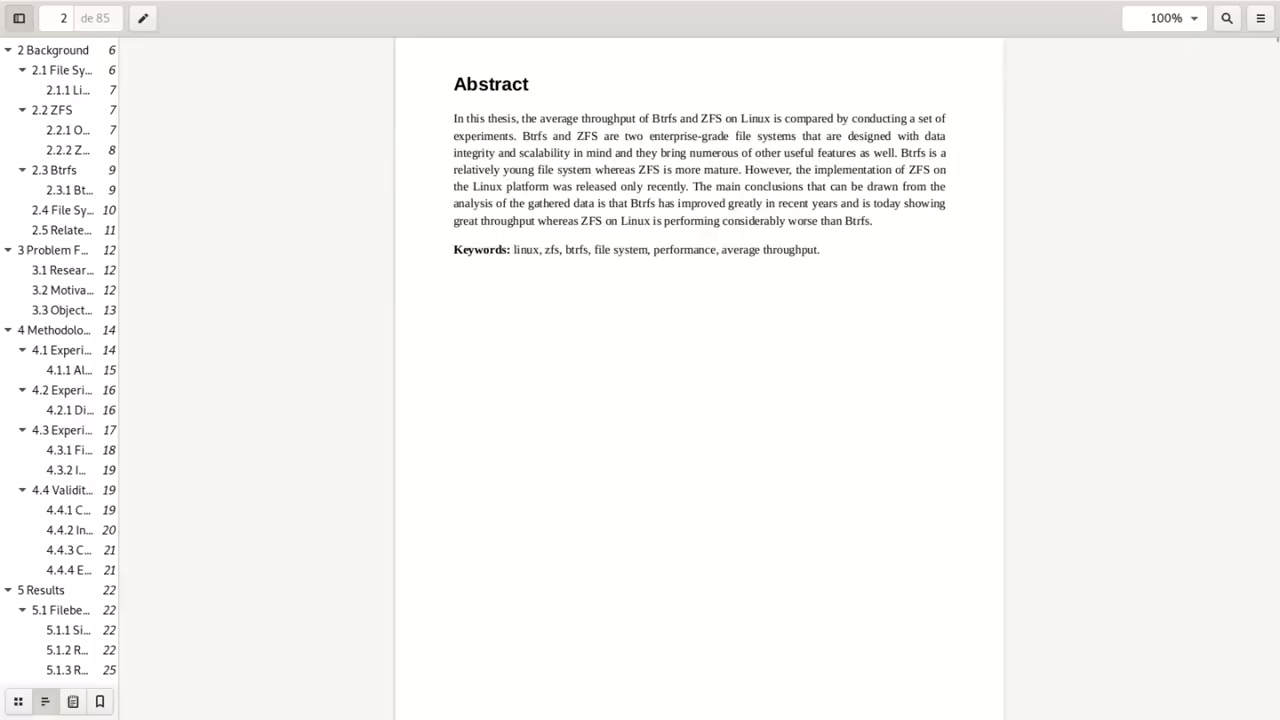 2 de 85 100%
2 Background 6
2.1 File Sy... 6
2.1.1 Li... 7
2.2 ZFS 7
2.2.1 O... 7
2.2.2 Z... 8
2.3 Btrfs 9
2.3.1 Bt... 9
2.4 File Sy... 10
2.5 Relate... 11
3 Problem F... 12
3.1 Resear... 12
3.2 Motiva... 12
3.3 Object... 13
4 Methodolo... 14
4.1 Experi... 14
4.1.1 Al... 15
4.2 Experi... 16
4.2.1 Di... 16
4.3 Experi... 17
4.3.1 Fi... 18
4.3.2 I... 19
4.4 Validit... 19
4.4.1 C... 19
4.4.2 In... 20
4.4.3 C... 21
4.4.4 E... 21
5 Results 22
5.1 Filebe... 22
5.1.1 Si... 22
5.1.2 R... 22
5.1.3 R... 25
Abstract
In this thesis, the average throughput of Btrfs and ZFS on Linux is compared by conducting a set of
experiments. Btrfs and ZFS are two enterprise-grade file systems that are designed with data
integrity and scalability in mind and they bring numerous of other useful features as well. Btrfs is a
relatively young file system whereas ZFS is more mature. However, the implementation of ZFS on
the Linux platform was released only recently. The main conclusions that can be drawn from the
analysis of the gathered data is that Btrfs has improved greatly in recent years and is today showing
great throughput whereas ZFS on Linux is performing considerably worse than Btrfs.
Keywords: linux, zfs, btrfs, file system, performance, average throughput.